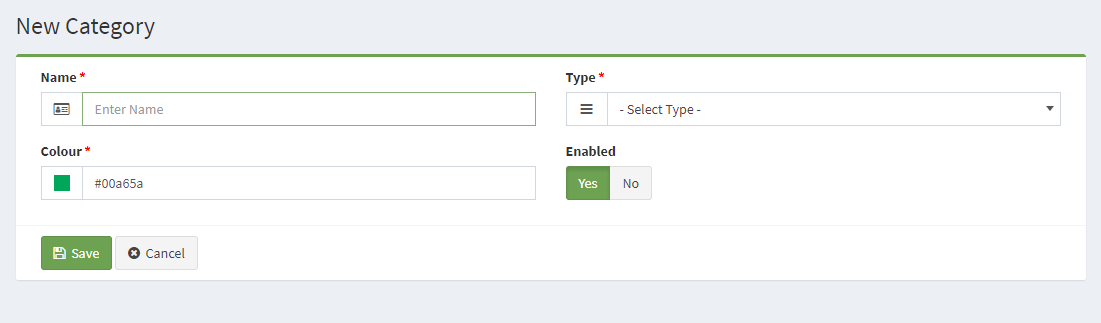 New Category
Name *
Type *
Enter Name
- Select Type -
Colour *
Enabled
#00a65a
Yes No
Save Cancel